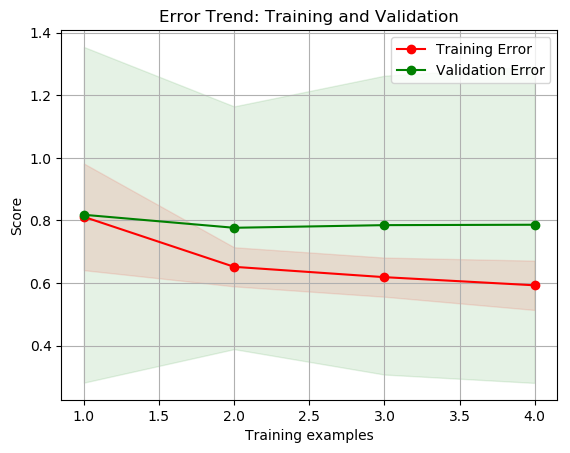 Error Trend: Training and Validation
Training Error
Validation Error
Score
1.4
1.2
1.0
0.8
0.6
0.4
1.0 1.5 2.0 2.5 3.0 3.5 4.0
Training examples